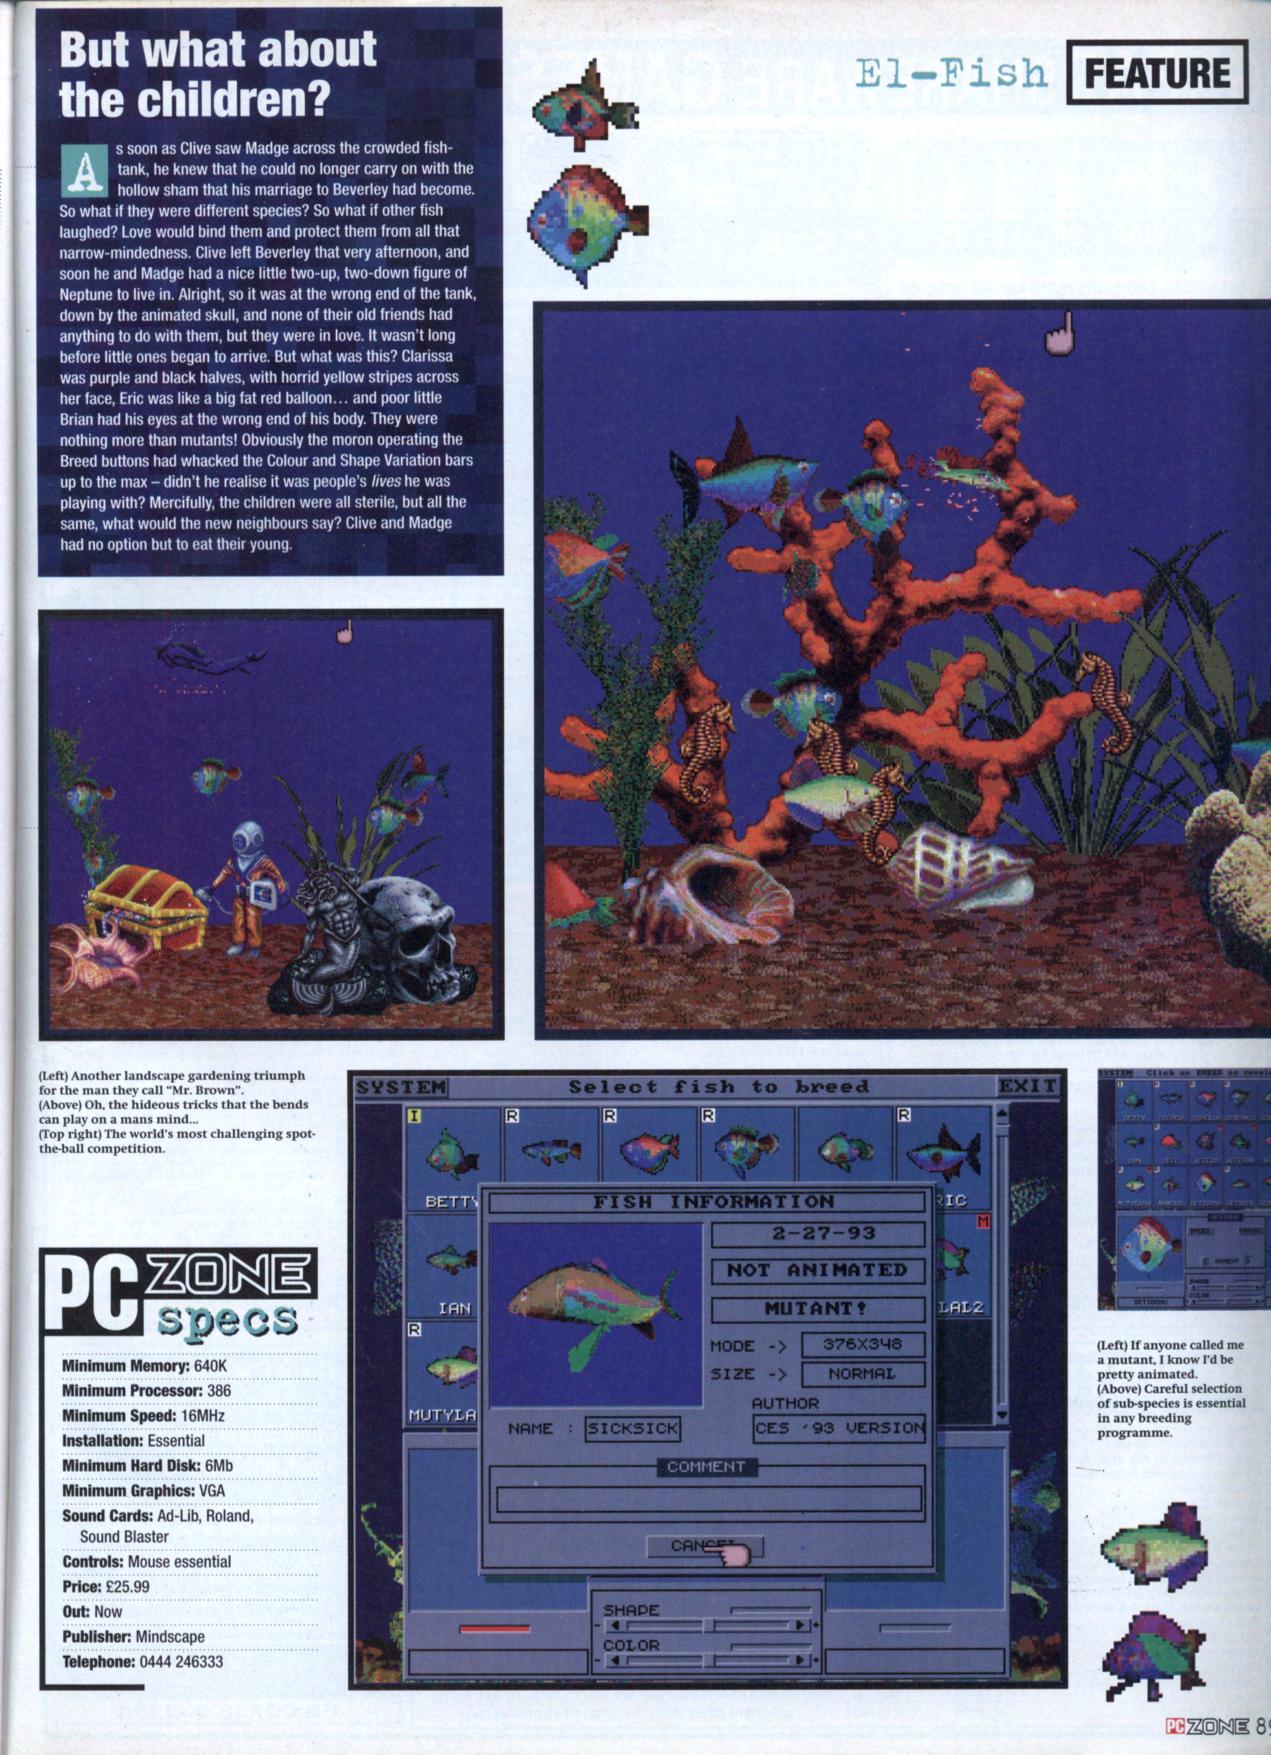 But what about
the children?
As soon as Clive saw Madge across the crowded fish-
tank, he knew that he could no longer carry on with the
hollow sham that his marriage to Beverley had become.
So what if they were different species? So what if other fish
laughed? Love would bind them and protect them from all that
narrow-mindedness. Clive left Beverley that very afternoon, and
soon he and Madge had a nice little two-up, two-down figure of
Neptune to live in. Alright, so it was at the wrong end of the tank,
down by the animated skull, and none of their old friends had
anything to do with them, but they were in love. It wasn't long
before little ones began to arrive. But what was this? Clarissa
was purple and black halves, with horrid yellow stripes across
her face, Eric was like a big fat red balloon... and poor little
Brian had his eyes at the wrong end of his body. They were
nothing more than mutants! Obviously the moron operating the
Breed buttons had whacked the Colour and Shape Variation bars
up to the max – didn't he realise it was people's lives he was
playing with? Mercifully, the children were all sterile, but all the
same, what would the new neighbours say? Clive and Madge
had no option but to eat their young.
El-Fish FEATURE
(Left) Another landscape gardening triumph
for the man they call "Mr. Brown".
(Above) Oh, the hideous tricks that the bends
can play on a mans mind...
(Top right) The world's most challenging spot-
the-ball competition.
PC ZONE
specs
Minimum Memory: 640K
Minimum Processor: 386
Minimum Speed: 16MHz
Installation: Essential
Minimum Hard Disk: 6Mb
Minimum Graphics: VGA
Sound Cards: Ad-Lib, Roland,
Sound Blaster
Controls: Mouse essential
Price: £25.99
Out: Now
Publisher: Mindscape
Telephone: 0444 246333
SYSTEM Select fish to breed EXIT
I R R R R
BETTY RIC
FISH INFORMATION
2-27-93
NOT ANIMATED
M
IAN MUTANT! LAL2
R
MODE -> 376X348
SIZE -> NORMAL
AUTHOR
MUTYLA
NAME : SICKSICK CES '93 VERSION
COMMENT
CANCEL
SHAPE
- +
COLOR
- +
SYSTEM Click on BREED or
(Left) If anyone called me
a mutant, I know I'd be
pretty animated.
(Above) Careful selection
of sub-species is essential
in any breeding
programme.
PC ZONE 89